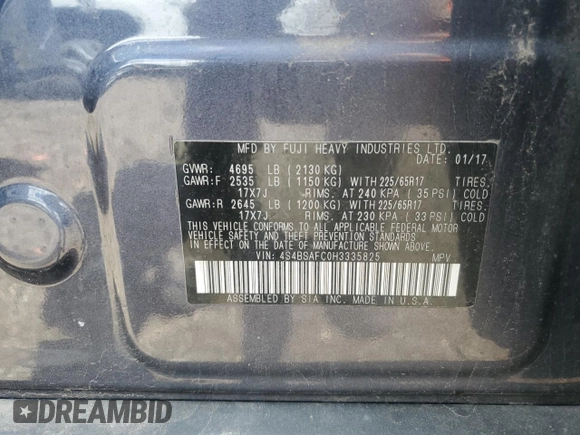 MFD BY FUJI HEAVY INDUSTRIES LTD.
DATE: 01/17
GVWR: 4695 LB (2130 KG)
GAWR:F 2535 LB (1150 KG) WITH 225/65R17 TIRES,
17X7J RIMS, AT 240 KPA (35 PSI) COLD
GAWR:R 2645 LB (1200 KG) WITH 225/65R17 TIRES,
17X7J RIMS, AT 230 KPA (33 PSI) COLD
THIS VEHICLE CONFORMS TO ALL APPLICABLE FEDERAL MOTOR
VEHICLE SAFETY AND THEFT PREVENTION STANDARDS
IN EFFECT ON THE DATE OF MANUFACTURE SHOWN ABOVE.
VIN: 4S4BSAFC0H3335825 MPV
ASSEMBLED BY SIA INC. MADE IN U.S.A.
DREAMBID